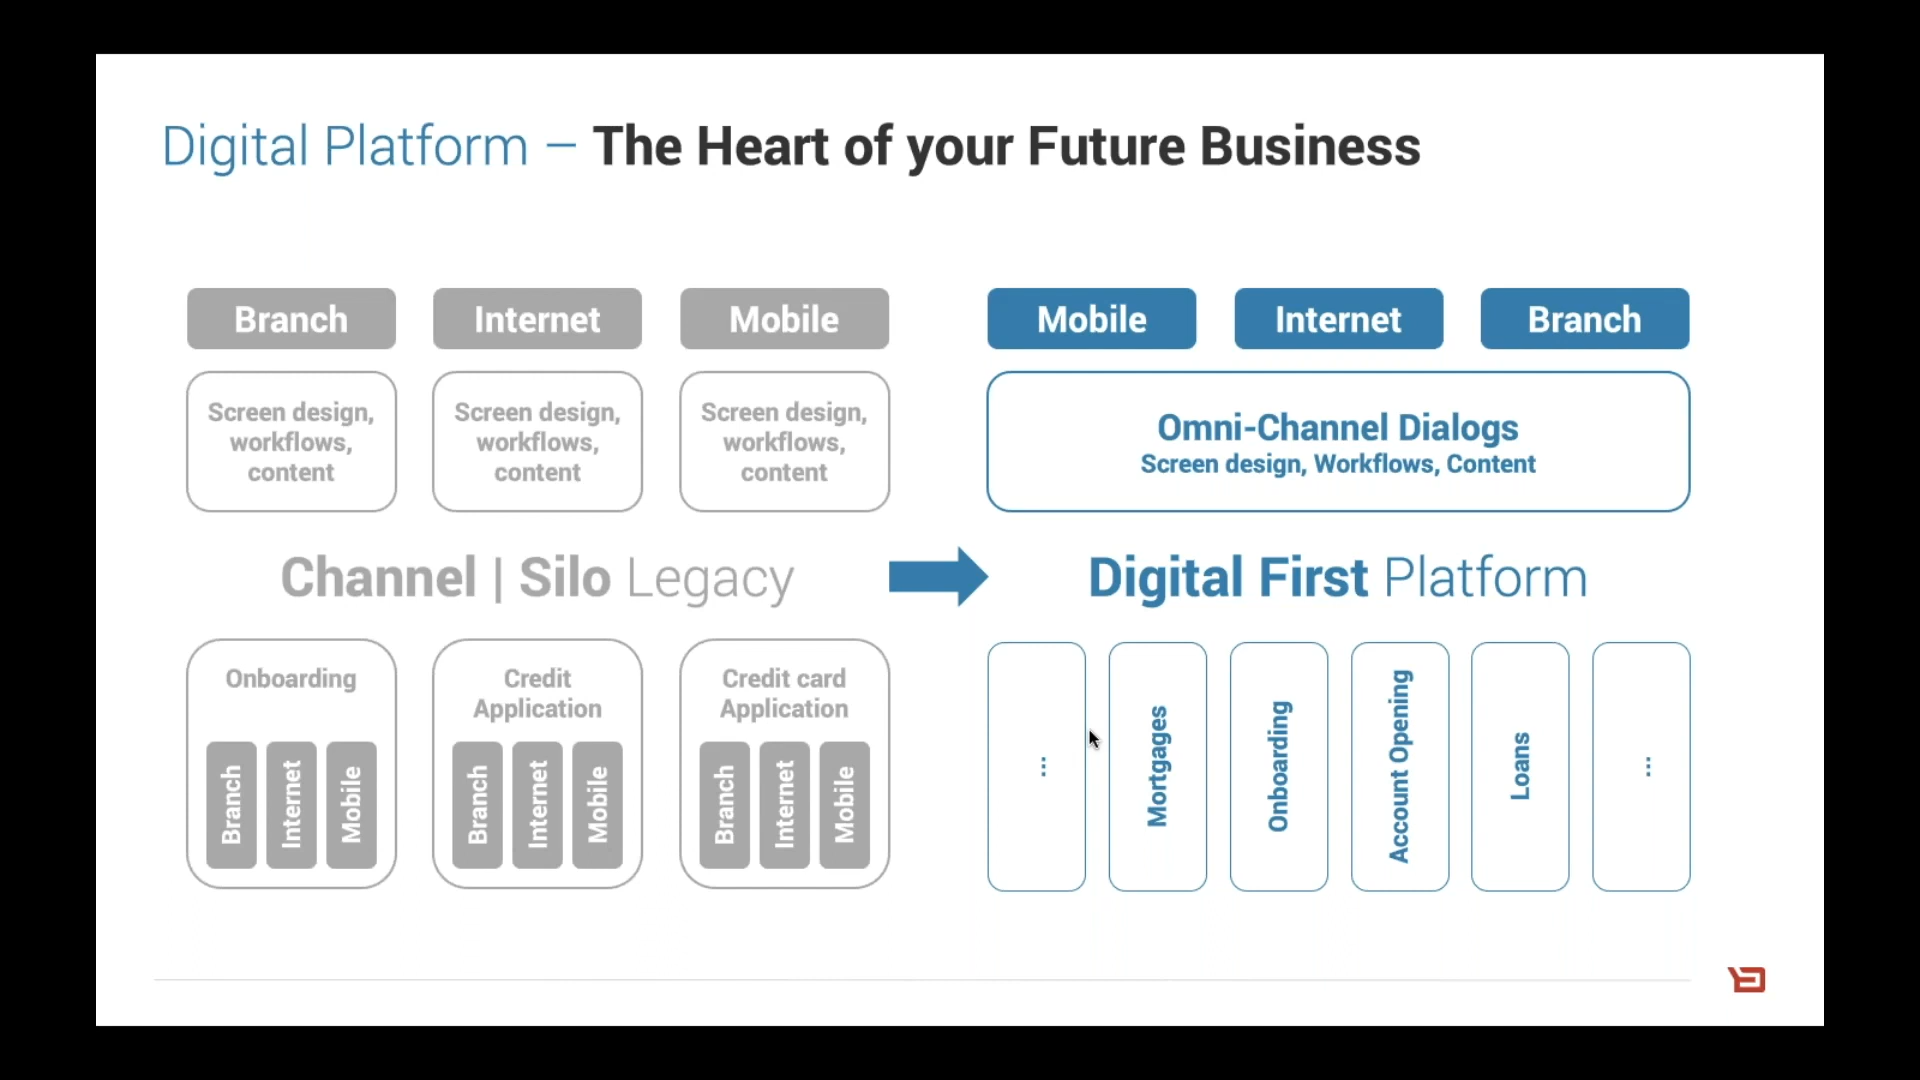 Digital Platform – The Heart of your Future Business
Branch
Internet
Mobile
Screen design,
workflows,
content
Screen design,
workflows,
content
Screen design,
workflows,
content
Channel | Silo Legacy
Onboarding
Branch
Internet
Mobile
Credit
Application
Branch
Internet
Mobile
Credit card
Application
Branch
Internet
Mobile
Mobile
Internet
Branch
Omni-Channel Dialogs
Screen design, Workflows, Content
Digital First Platform
...
Mortgages
Onboarding
Account Opening
Loans
...